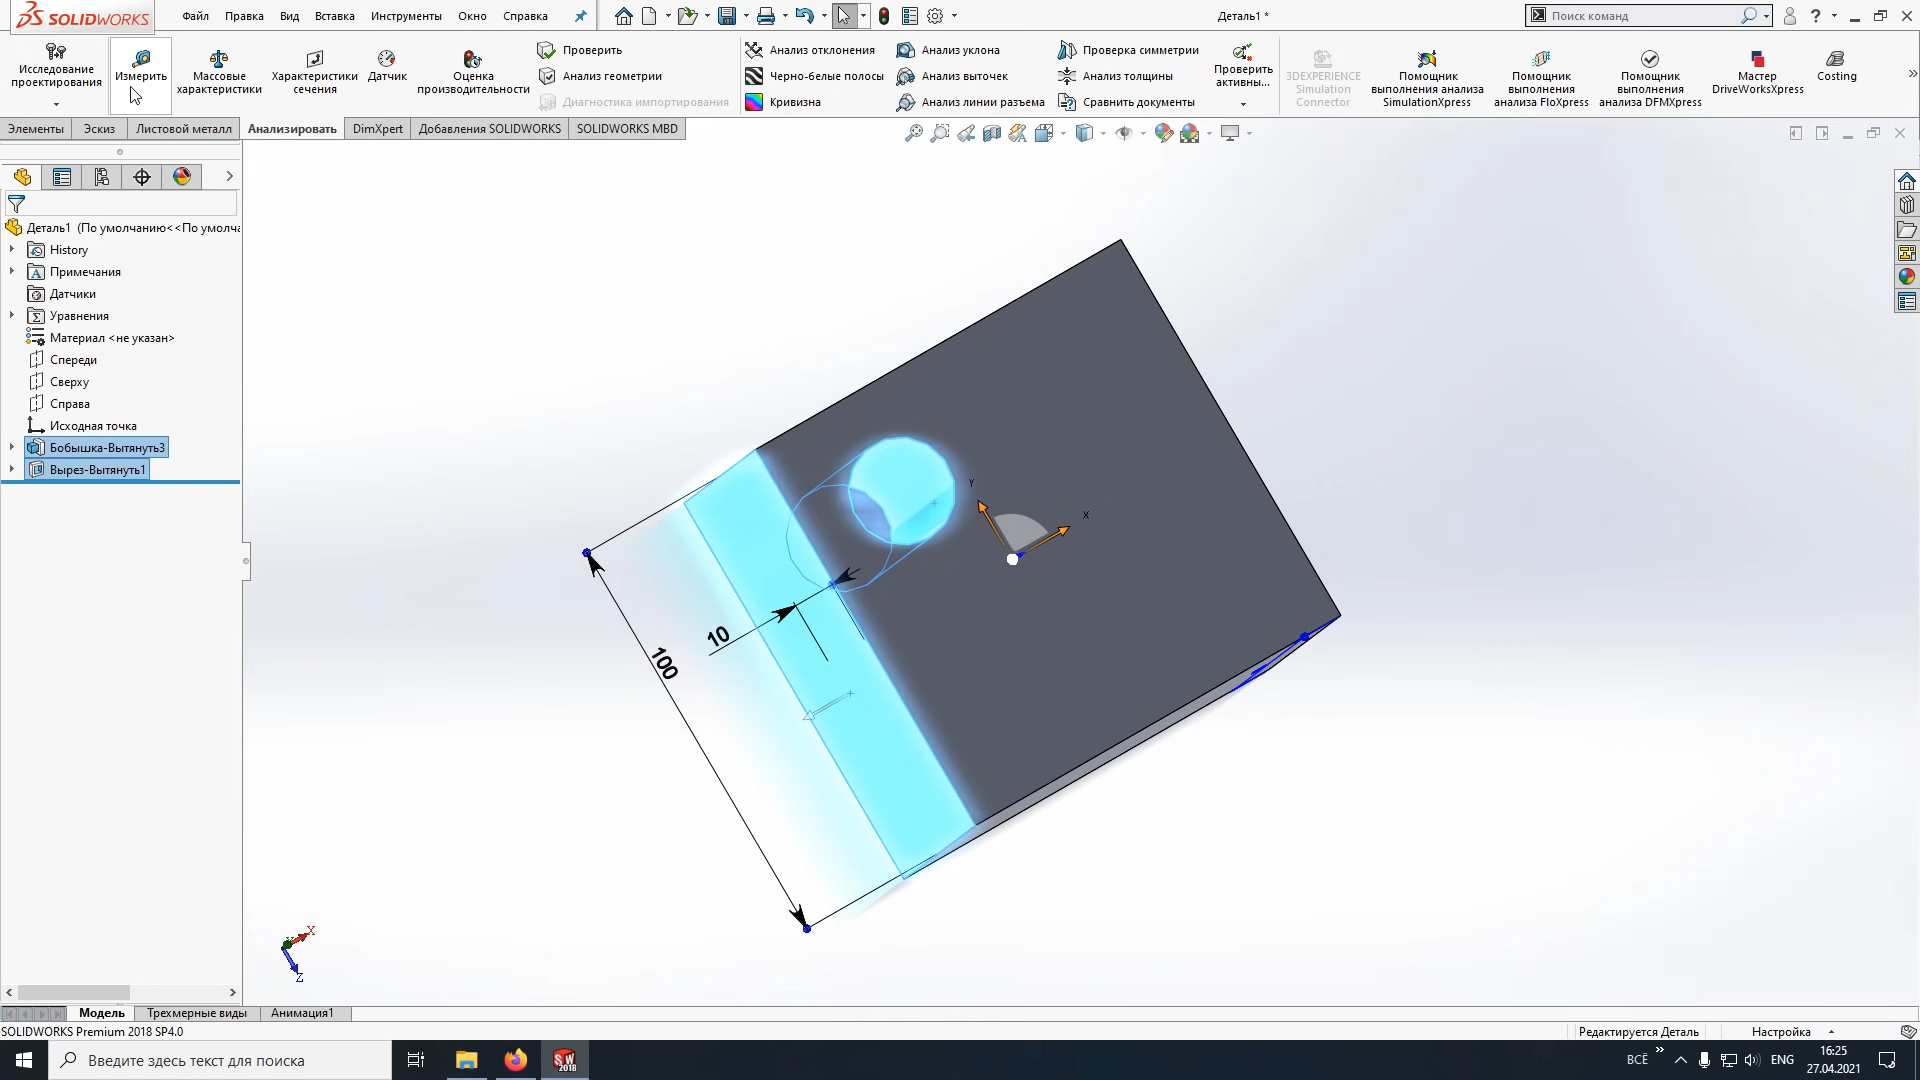 SOLIDWORKS
Файл Правка Вид Вставка Инструменты Окно Справка
Деталь1 *
Поиск команд
Исследование проектирования
Измерить
Массовые характеристики
Характеристики сечения
Датчик
Оценка производительности
Проверить
Анализ геометрии
Диагностика импортирования
Анализ отклонения
Черно-белые полосы
Кривизна
Анализ уклона
Анализ выточек
Анализ линии разъема
Проверка симметрии
Анализ толщины
Сравнить документы
Проверить активны...
3DEXPERIENCE Simulation Connector
Помощник выполнения анализа SimulationXpress
Помощник выполнения анализа FloXpress
Помощник выполнения анализа DFMXpress
Мастер DriveWorksXpress
Costing
Элементы Эскиз Листовой металл Анализировать DimXpert Добавления SOLIDWORKS SOLIDWORKS MBD
Деталь1 (По умолчанию<<По умолча
History
Примечания
Датчики
Уравнения
Материал <не указан>
Спереди
Сверху
Справа
Исходная точка
Бобышка-Вытянуть3
Вырез-Вытянуть1
Y
X
10
100
X
Z
Модель Трехмерные виды Анимация1
SOLIDWORKS Premium 2018 SP4.0
Редактируется Деталь
Настройка
Введите здесь текст для поиска
SW 2018
ВСЁ
ENG
16:25
27.04.2021